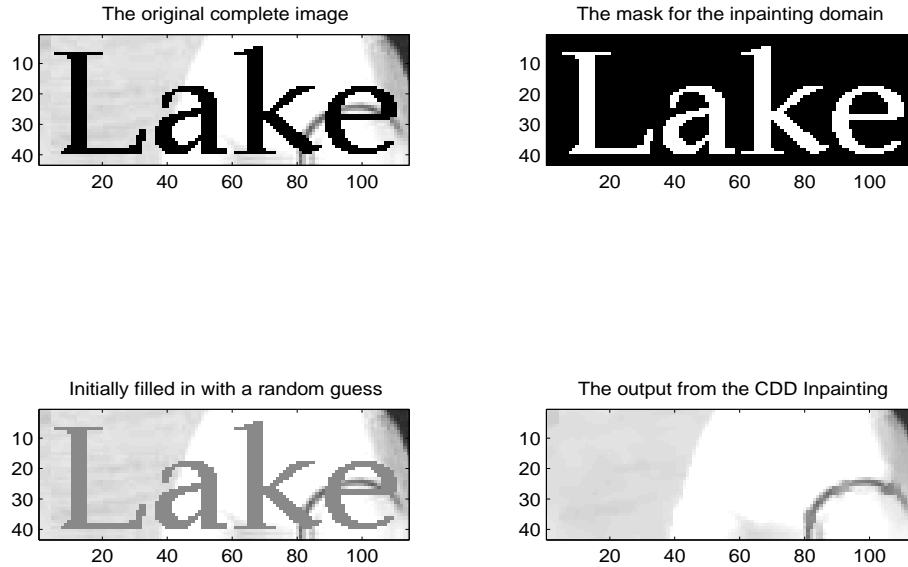 The original complete image
Lake
10
20
30
40
20 40 60 80 100
The mask for the inpainting domain
Lake
10
20
30
40
20 40 60 80 100
Initially filled in with a random guess
Lake
10
20
30
40
20 40 60 80 100
The output from the CDD Inpainting
10
20
30
40
20 40 60 80 100